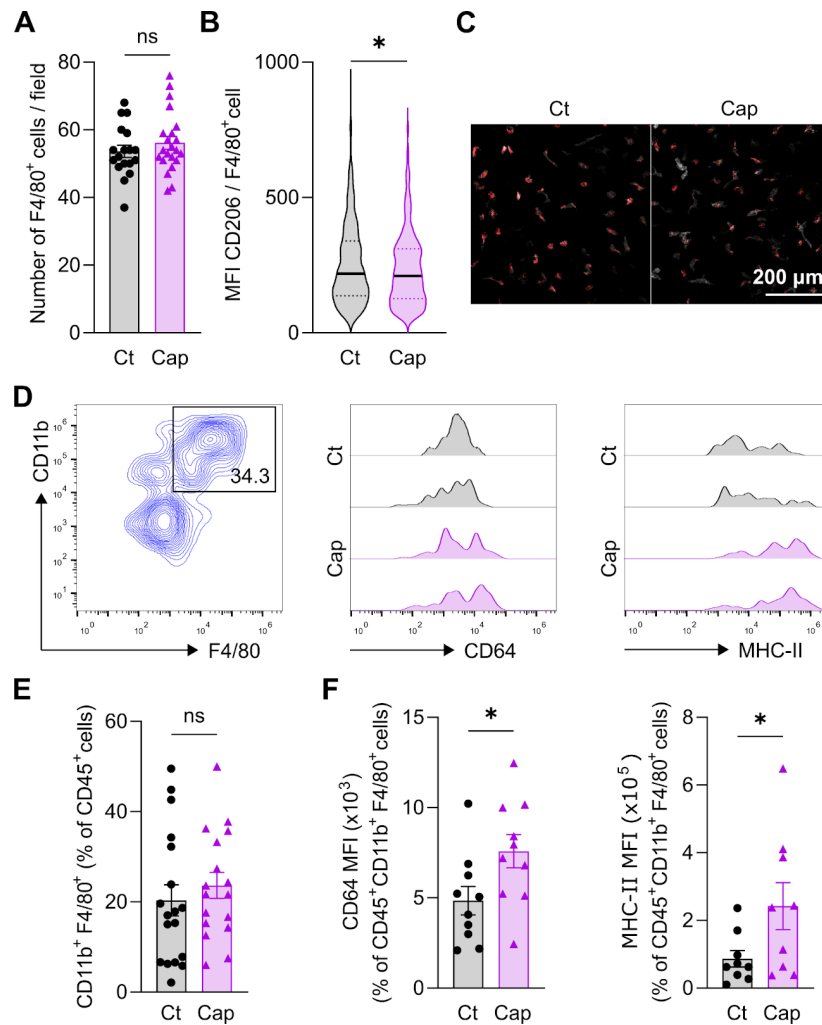 A
ns
Number of F4/80⁺ cells / field
80
60
40
20
0
Ct Cap
B
*
MFI CD206 / F4/80⁺cell
1000
500
0
Ct Cap
C
Ct Cap
200 µm
D
CD11b
10⁶
10⁵
10⁴
10³
10²
10¹
34.3
10⁰ 10² 10⁴ 10⁶
F4/80
Ct
Cap
10⁰ 10² 10⁴ 10⁶
CD64
Ct
Cap
10⁰ 10² 10⁴ 10⁶
MHC-II
E
ns
CD11b⁺ F4/80⁺ (% of CD45⁺cells)
60
40
20
0
Ct Cap
F
*
CD64 MFI (x10³)
(% of CD45⁺CD11b⁺ F4/80⁺ cells)
15
10
5
0
Ct Cap
*
MHC-II MFI (x10⁵)
(% of CD45⁺CD11b⁺ F4/80⁺ cells)
8
6
4
2
0
Ct Cap